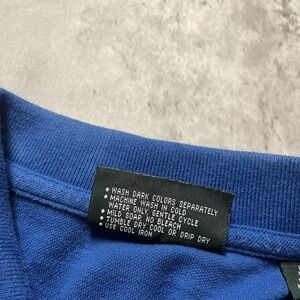 • WASH DARK COLORS SEPARATELY
• MACHINE WASH IN COLD
WATER ONLY, GENTLE CYCLE
• MILD SOAP, NO BLEACH
• TUMBLE DRY COOL OR DRIP DRY
• USE COOL IRON